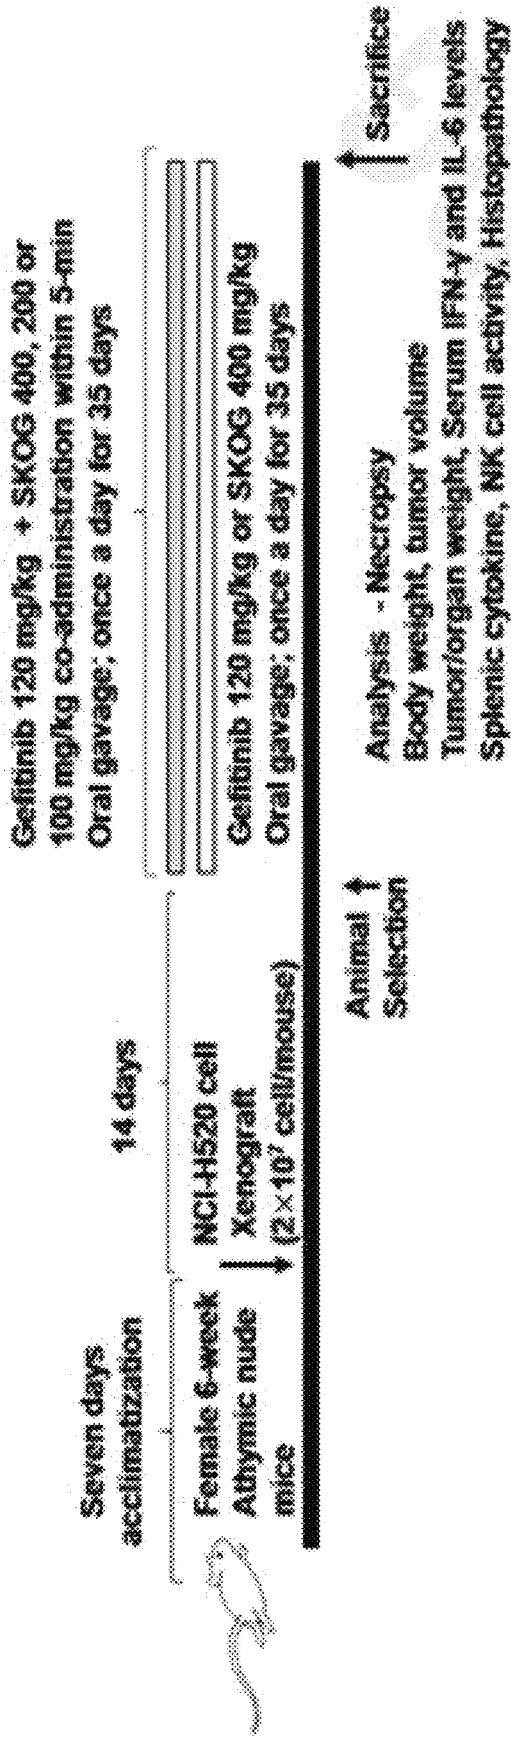 Seven days
acclimatization
Female 6-week
Athymic nude
mice
14 days
NCI-H520 cell
Xenograft
(2×10⁷ cell/mouse)
Gefitinib 120 mg/kg + SKOG 400, 200 or
100 mg/kg co-administration within 5-min
Oral gavage; once a day for 35 days
Gefitinib 120 mg/kg or SKOG 400 mg/kg
Oral gavage; once a day for 35 days
Animal
Selection
Sacrifice
Analysis - Necropsy
Body weight, tumor volume
Tumor/organ weight, Serum IFN-γ and IL-6 levels
Splenic cytokine, NK cell activity, Histopathology